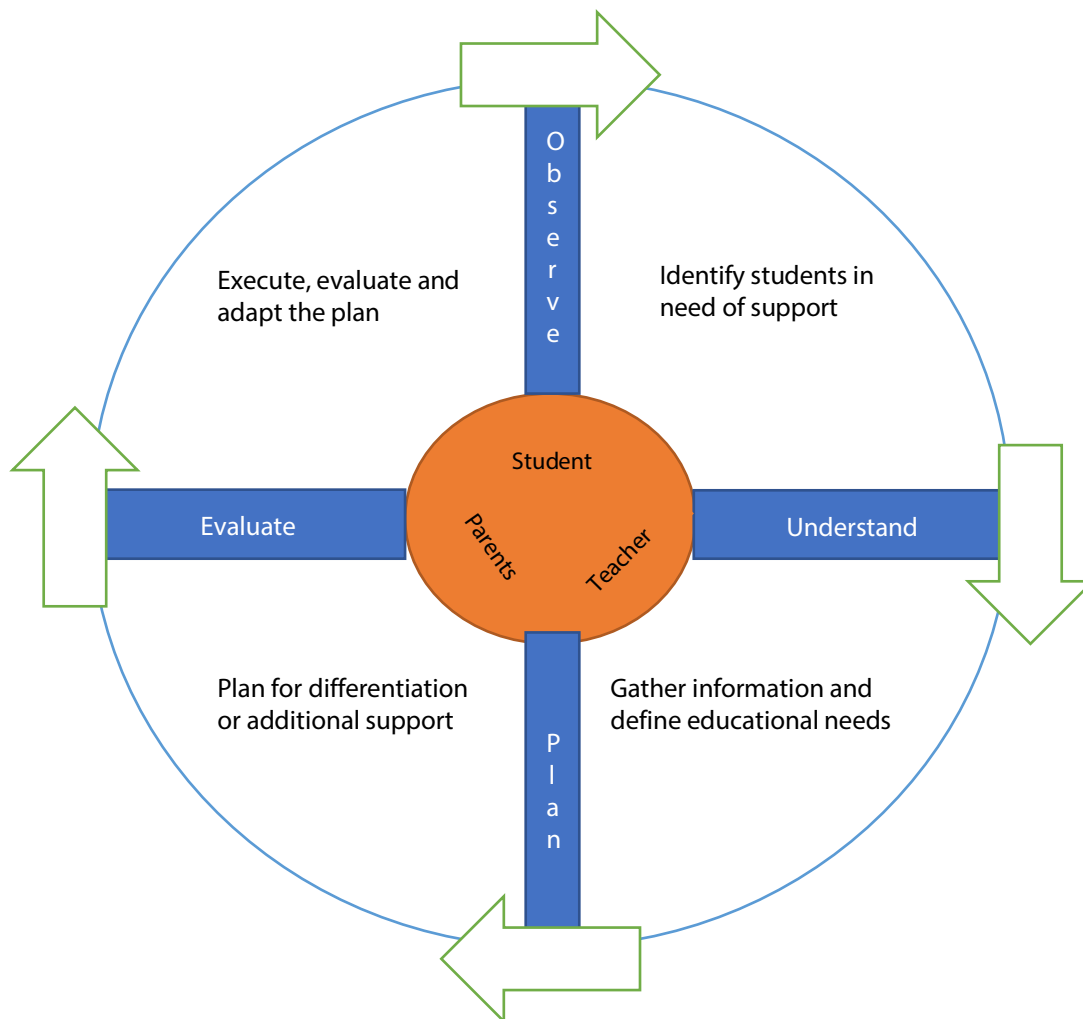 Observe
Execute, evaluate and
adapt the plan
Identify students in
need of support
Student
Parents
Teacher
Evaluate
Understand
Plan for differentiation
or additional support
Gather information and
define educational needs
Plan